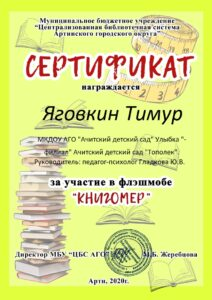 Муниципальное бюджетное учреждение
"Централизованная библиотечная система
Артинского городского округа"
СЕРТИФИКАТ
награждается
Яговкин Тимур
МКДОУ АГО "Ачитский детский сад" Улыбка "-
филиал" Ачитский детский сад "Тополек";
Руководитель: педагог-психолог Гладкова Ю.В.
за участие в флэшмобе
"КНИГОМЕР"
Директор МБУ "ЦБС АГО" М.Б. Жеребцова
Арти, 2020г.